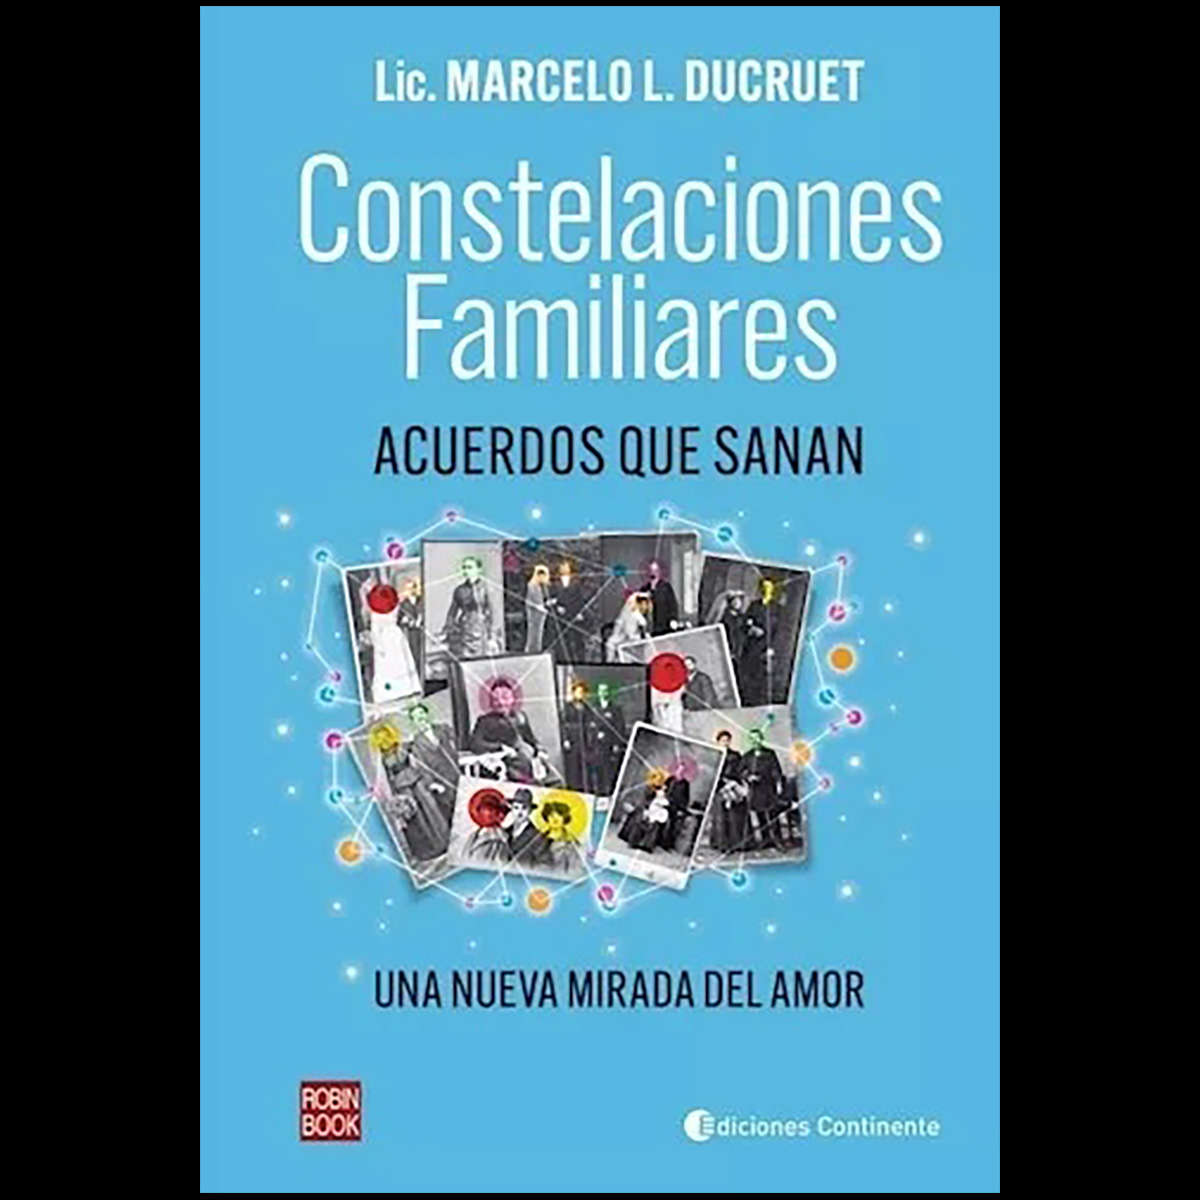 Lic. MARCELO L. DUCRUET
Constelaciones
Familiares
ACUERDOS QUE SANAN
UNA NUEVA MIRADA DEL AMOR
ROBIN
BOOK
Ediciones Continente